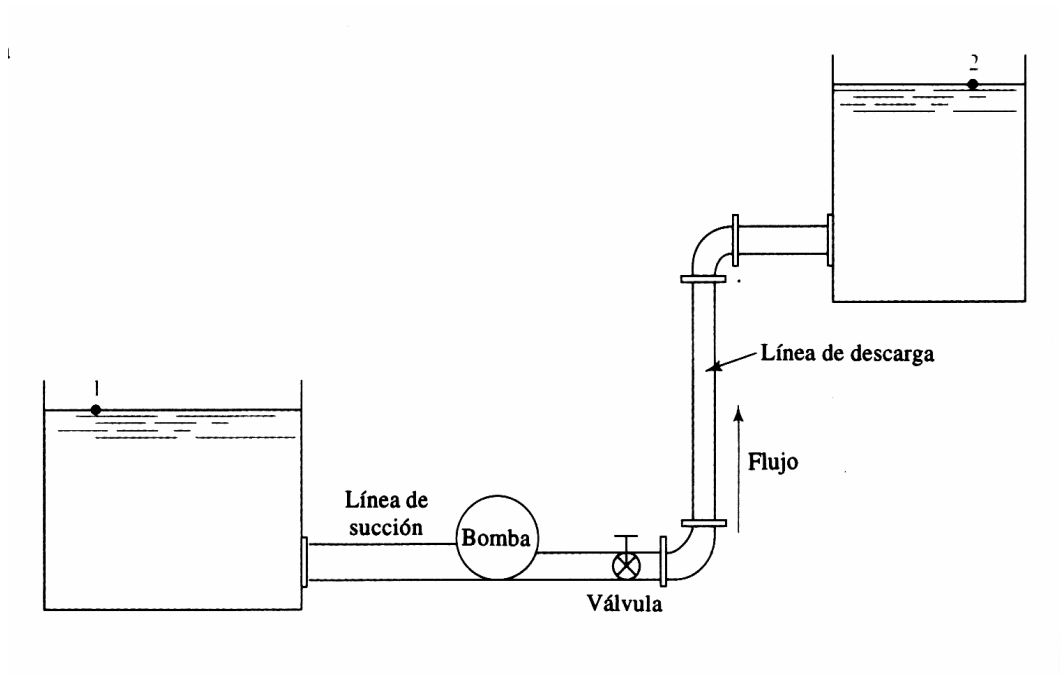 2
Línea de descarga
1
Flujo
Línea de
succión
Bomba
Válvula